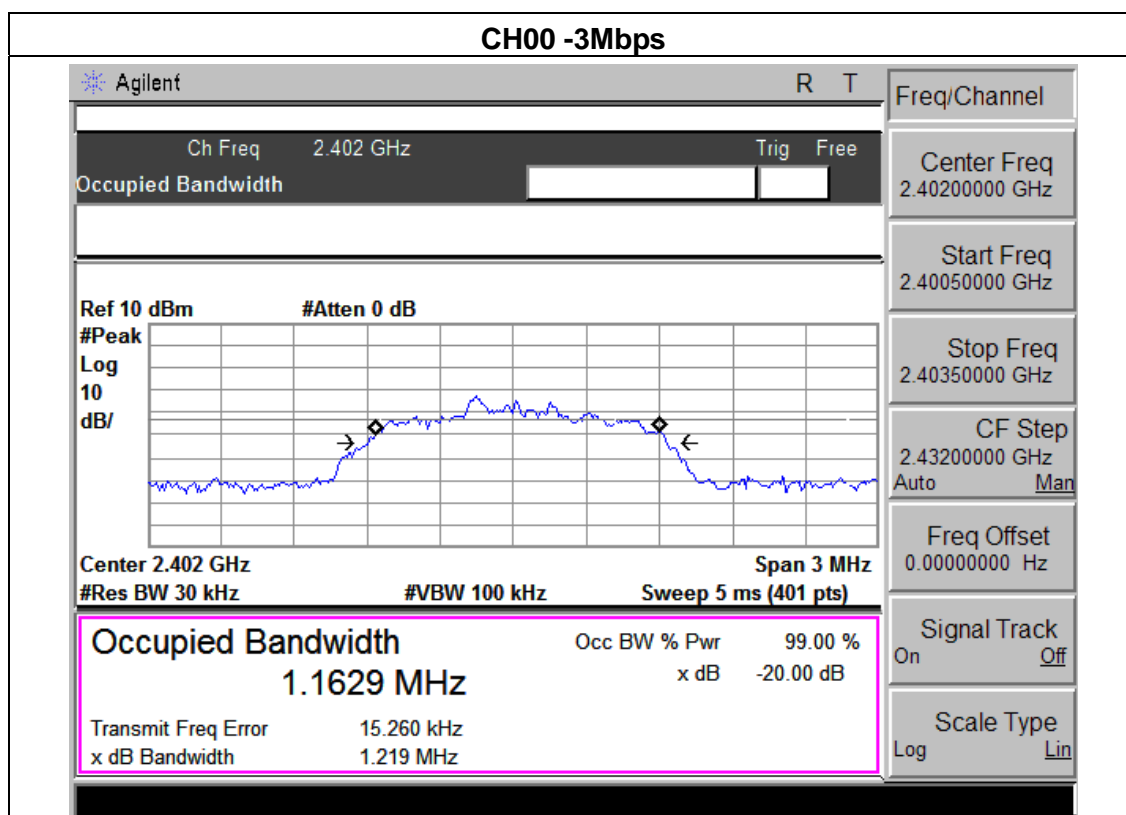 CH00 -3Mbps
Agilent R T
Ch Freq 2.402 GHz Trig Free
Occupied Bandwidth
Ref 10 dBm #Atten 0 dB
#Peak
Log
10
dB/
Center 2.402 GHz Span 3 MHz
#Res BW 30 kHz #VBW 100 kHz Sweep 5 ms (401 pts)
Occupied Bandwidth Occ BW % Pwr 99.00 %
1.1629 MHz x dB -20.00 dB
Transmit Freq Error 15.260 kHz
x dB Bandwidth 1.219 MHz
Freq/Channel
Center Freq
2.40200000 GHz
Start Freq
2.40050000 GHz
Stop Freq
2.40350000 GHz
CF Step
2.43200000 GHz
Auto Man
Freq Offset
0.00000000 Hz
Signal Track
On Off
Scale Type
Log Lin